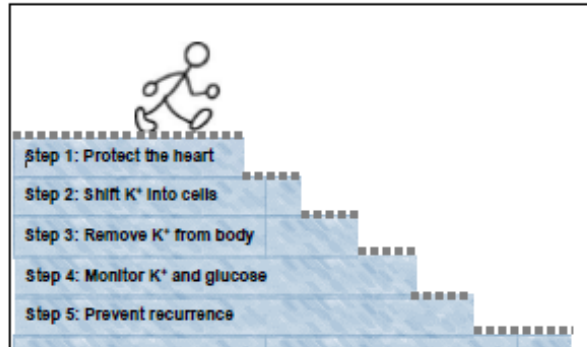 Step 1: Protect the heart
Step 2: Shift K⁺ into cells
Step 3: Remove K⁺ from body
Step 4: Monitor K⁺ and glucose
Step 5: Prevent recurrence